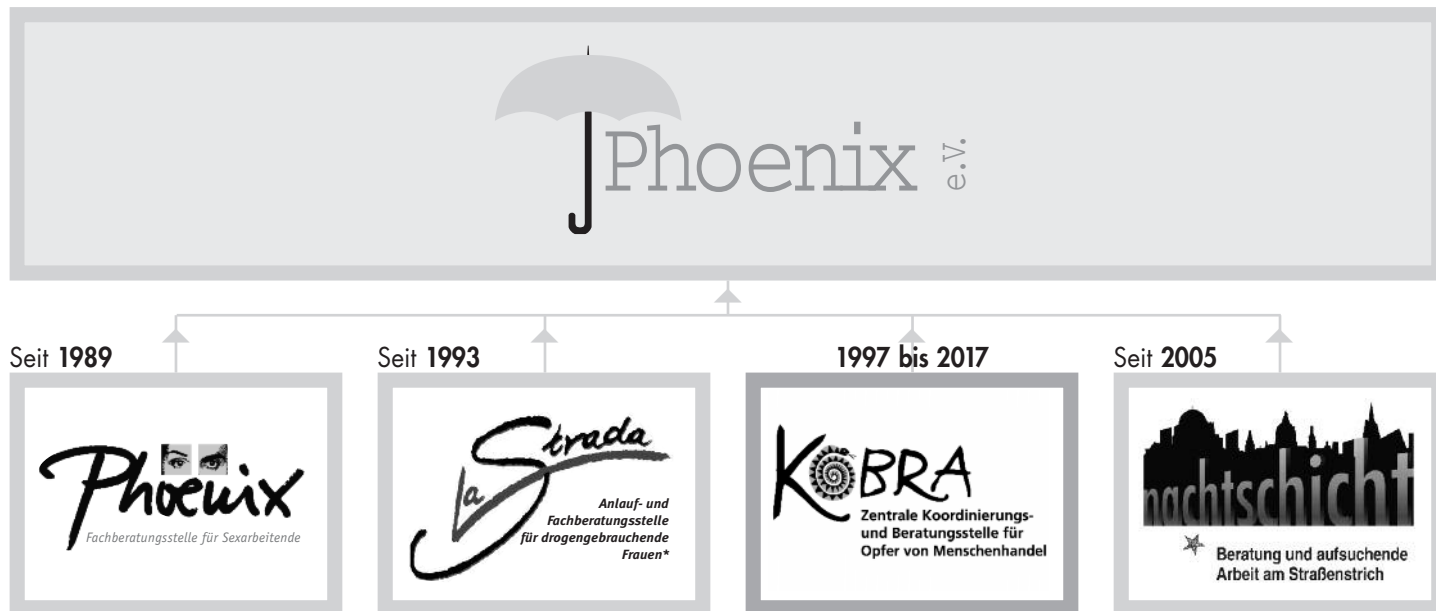 Phoenix e.V.
Seit 1989
Phoenix
Fachberatungsstelle für Sexarbeitende
Seit 1993
La Strada
Anlauf- und
Fachberatungsstelle
für drogengebrauchende
Frauen*
1997 bis 2017
KOBRA
Zentrale Koordinierungs-
und Beratungsstelle für
Opfer von Menschenhandel
Seit 2005
nachtschicht
Beratung und aufsuchende
Arbeit am Straßenstrich